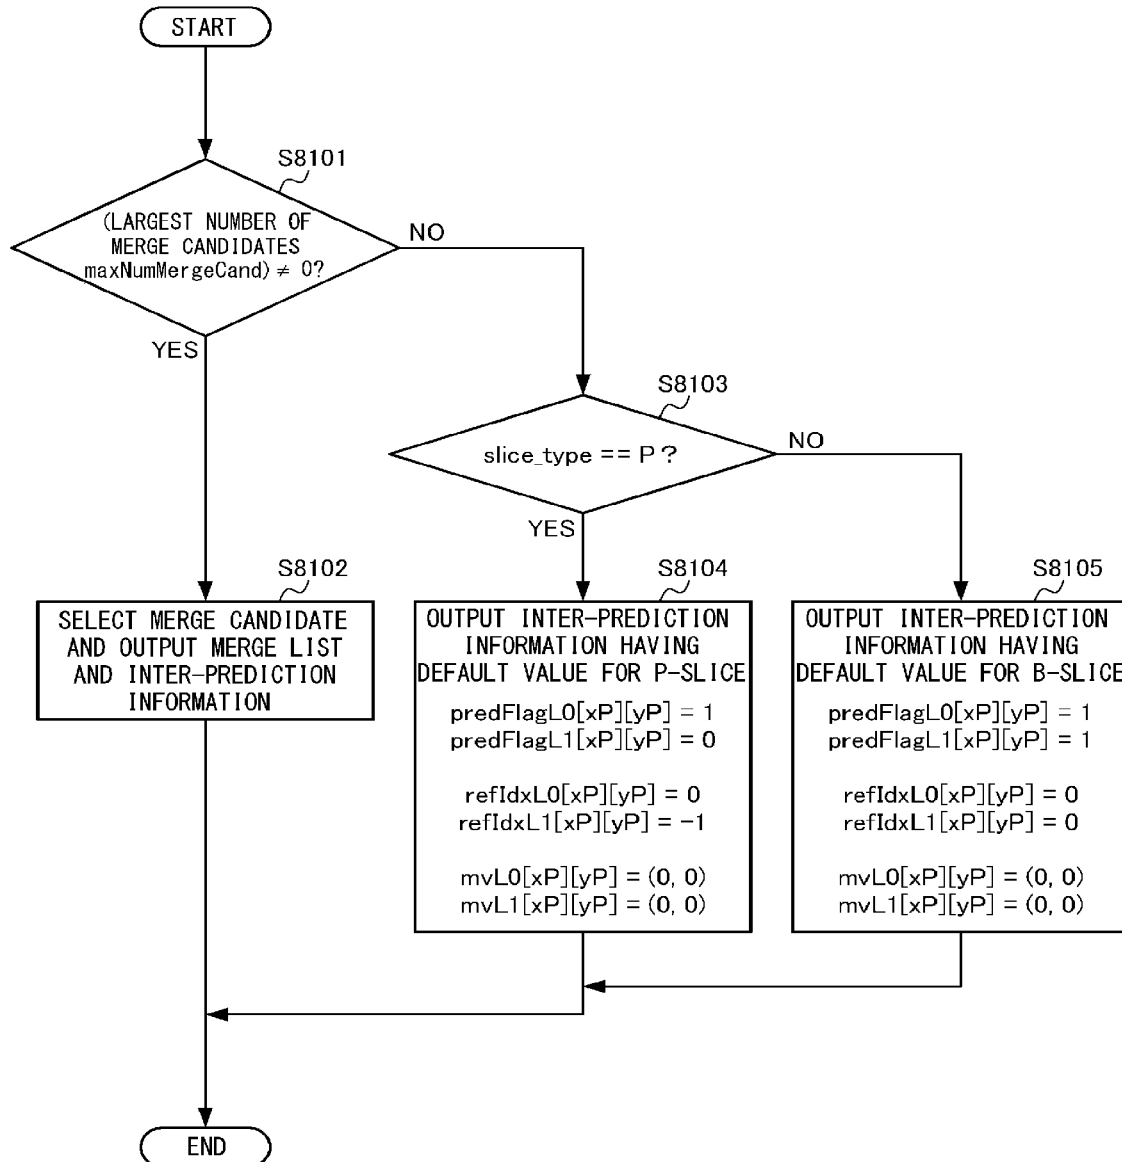 START
S8101
(LARGEST NUMBER OF
MERGE CANDIDATES
maxNumMergeCand) ≠ 0?
NO
YES
S8103
slice_type == P ?
NO
YES
S8102
SELECT MERGE CANDIDATE
AND OUTPUT MERGE LIST
AND INTER-PREDICTION
INFORMATION
S8104
OUTPUT INTER-PREDICTION
INFORMATION HAVING
DEFAULT VALUE FOR P-SLICE
predFlagL0[xP][yP] = 1
predFlagL1[xP][yP] = 0
refIdxL0[xP][yP] = 0
refIdxL1[xP][yP] = -1
mvL0[xP][yP] = (0, 0)
mvL1[xP][yP] = (0, 0)
S8105
OUTPUT INTER-PREDICTION
INFORMATION HAVING
DEFAULT VALUE FOR B-SLICE
predFlagL0[xP][yP] = 1
predFlagL1[xP][yP] = 1
refIdxL0[xP][yP] = 0
refIdxL1[xP][yP] = 0
mvL0[xP][yP] = (0, 0)
mvL1[xP][yP] = (0, 0)
END